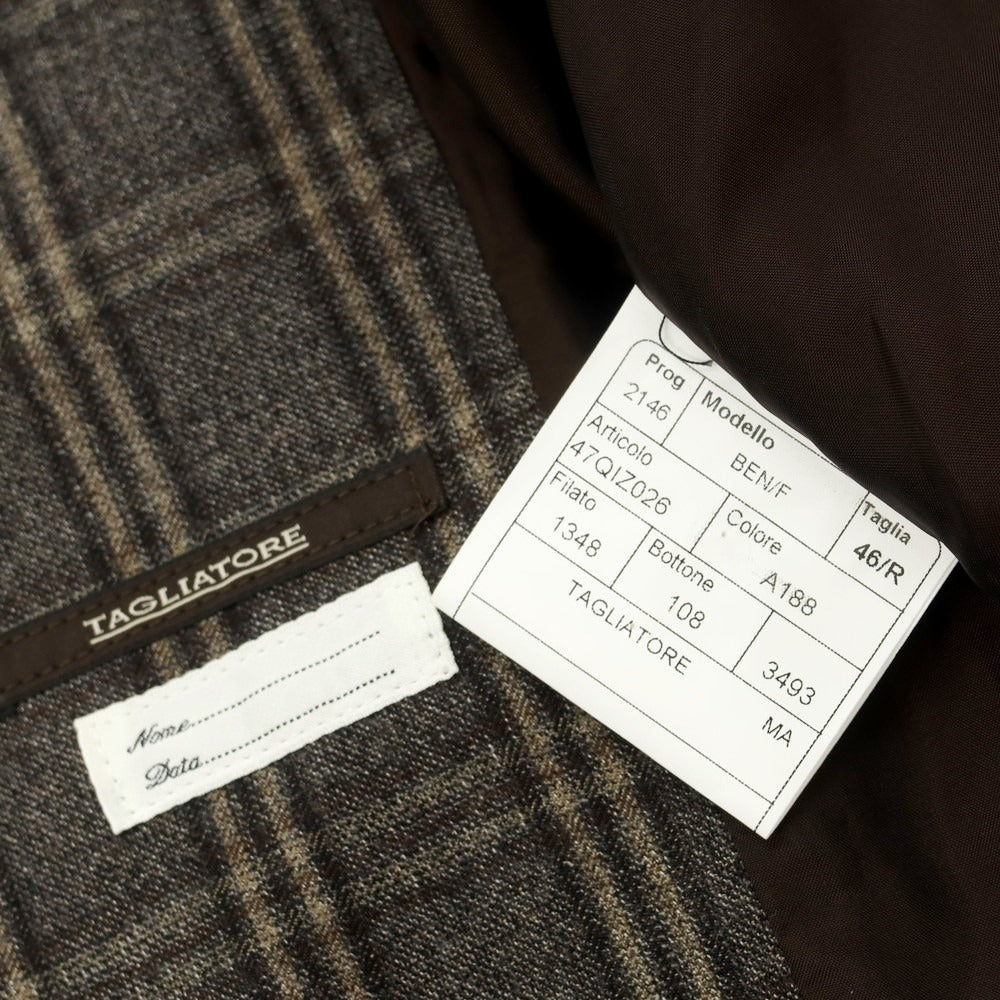 TAGLIATORE
Nome
Data
Prog
2146
Modello
BEN/F
Taglia
46/R
Articolo
47QIZ026
Colore
A188
Filato
1348
Bottone
108
3493
TAGLIATORE
MA